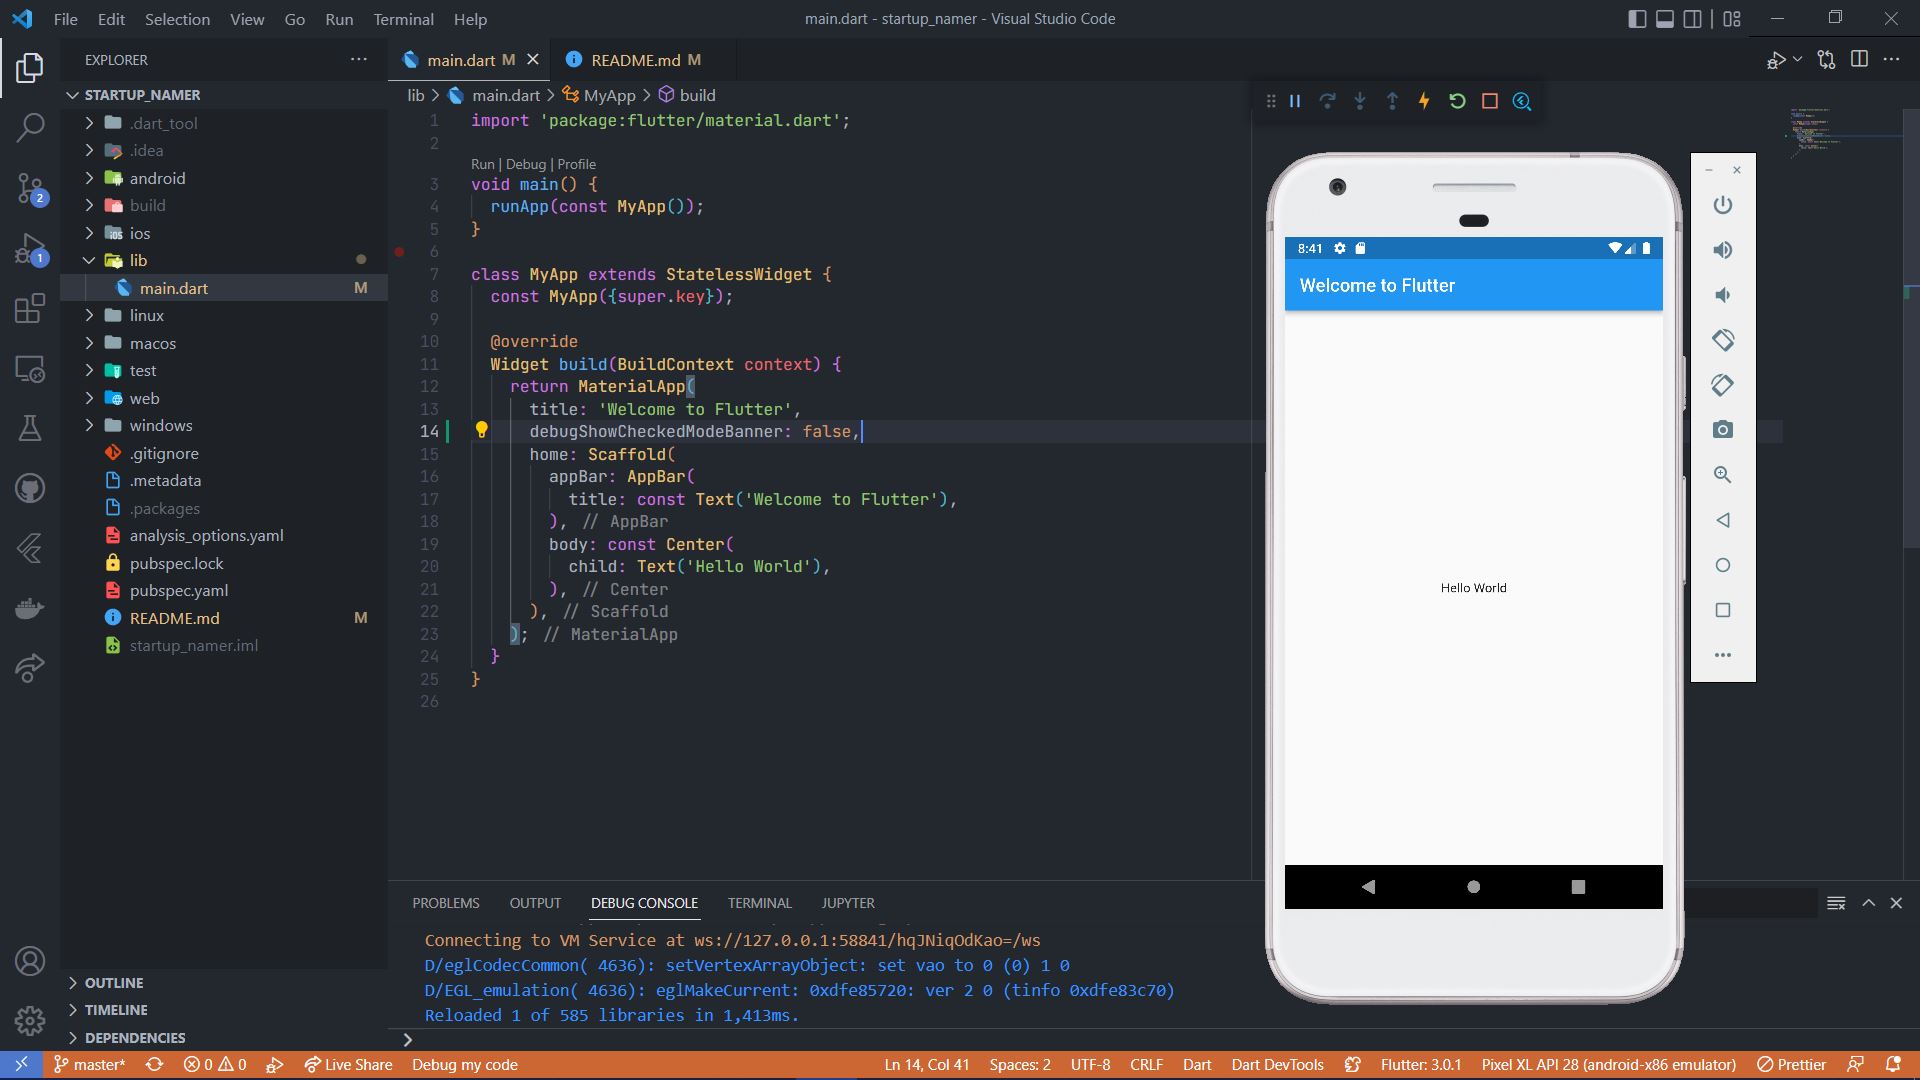 File Edit Selection View Go Run Terminal Help
main.dart - startup_namer - Visual Studio Code
EXPLORER
STARTUP_NAMER
.dart_tool
.idea
android
build
ios
lib
main.dart M
linux
macos
test
web
windows
.gitignore
.metadata
.packages
analysis_options.yaml
pubspec.lock
pubspec.yaml
README.md M
startup_namer.iml
OUTLINE
TIMELINE
DEPENDENCIES
2
1
main.dart M
README.md M
lib > main.dart > MyApp > build
1 import 'package:flutter/material.dart';
2
Run | Debug | Profile
3 void main() {
4 runApp(const MyApp());
5 }
6
7 class MyApp extends StatelessWidget {
8 const MyApp({super.key});
9
10 @override
11 Widget build(BuildContext context) {
12 return MaterialApp(
13 title: 'Welcome to Flutter',
14 debugShowCheckedModeBanner: false,
15 home: Scaffold(
16 appBar: AppBar(
17 title: const Text('Welcome to Flutter'),
18 ), // AppBar
19 body: const Center(
20 child: Text('Hello World'),
21 ), // Center
22 ), // Scaffold
23 ); // MaterialApp
24 }
25 }
26
8:41
Welcome to Flutter
Hello World
PROBLEMS OUTPUT DEBUG CONSOLE TERMINAL JUPYTER
Connecting to VM Service at ws://127.0.0.1:58841/hqJNiqOdKao=/ws
D/eglCodecCommon( 4636): setVertexArrayObject: set vao to 0 (0) 1 0
D/EGL_emulation( 4636): eglMakeCurrent: 0xdfe85720: ver 2 0 (tinfo 0xdfe83c70)
Reloaded 1 of 585 libraries in 1,413ms.
master* 0 0 Live Share Debug my code Ln 14, Col 41 Spaces: 2 UTF-8 CRLF Dart Dart DevTools Flutter: 3.0.1 Pixel XL API 28 (android-x86 emulator) Prettier